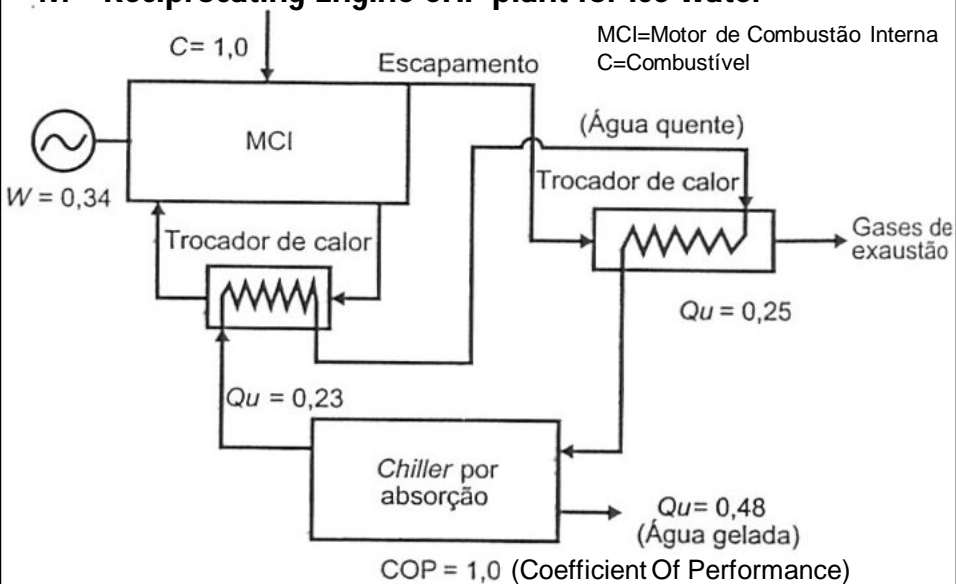 Reciprocating Engine CHP plant for Ice Water
MCI=Motor de Combustão Interna
C=Combustível
C= 1,0
Escapamento
(Água quente)
MCI
W = 0,34
Trocador de calor
Trocador de calor
Gases de
exaustão
Qu = 0,25
Qu = 0,23
Chiller por
absorção
Qu= 0,48
(Água gelada)
COP = 1,0 (Coefficient Of Performance)